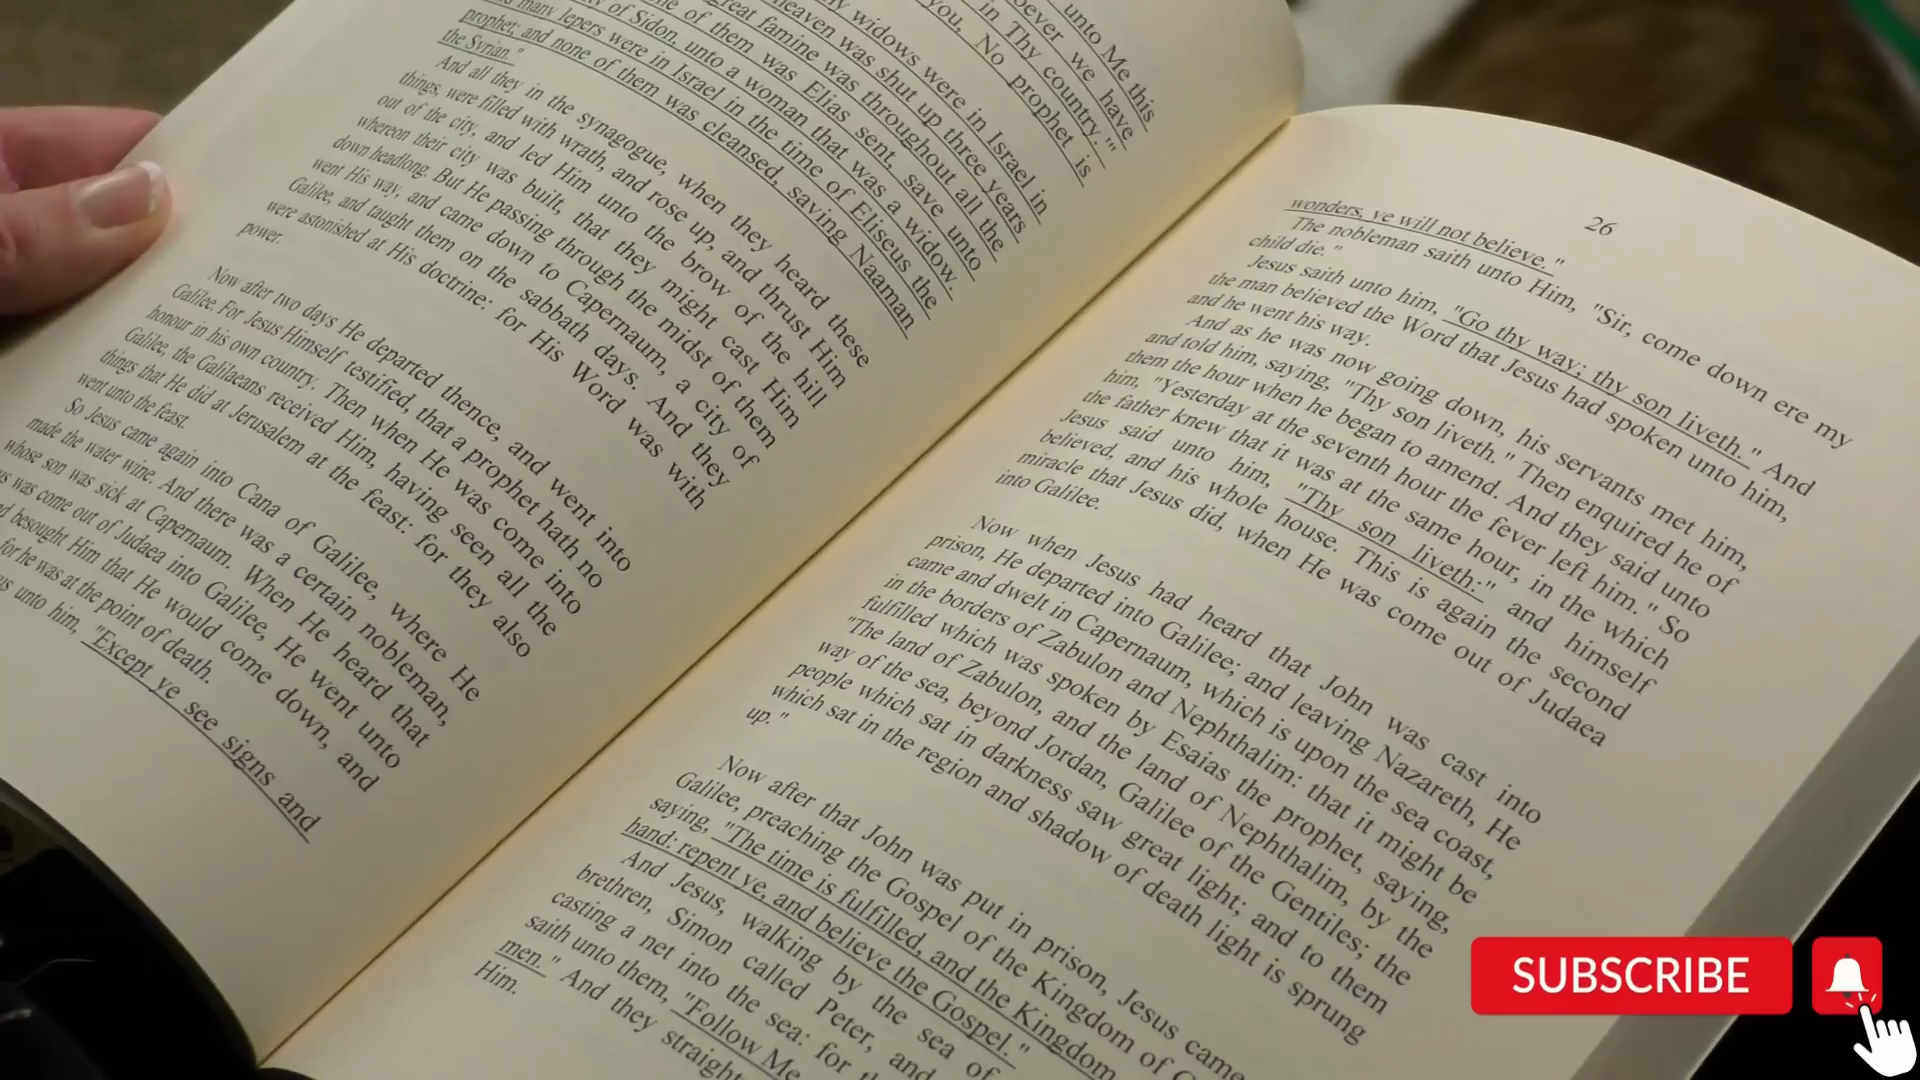 unto Me this
ever we have
in Thy country."
you, No prophet is
many widows were in Israel in
heaven was shut up three years
great famine was throughout all the
of them was Elias sent, save unto
of Sidon, unto a woman that was a widow.
many lepers were in Israel in the time of Eliseus the
prophet; and none of them was cleansed, saving Naaman
the Syrian."
And all they in the synagogue, when they heard these
things, were filled with wrath, and rose up, and thrust Him
out of the city, and led Him unto the brow of the hill
whereon their city was built, that they might cast Him
down headlong. But He passing through the midst of them
went His way, and came down to Capernaum, a city of
Galilee, and taught them on the sabbath days. And they
were astonished at His doctrine: for His Word was with
power.
Now after two days He departed thence, and went into
Galilee. For Jesus Himself testified, that a prophet hath no
honour in his own country. Then when He was come into
Galilee, the Galilaeans received Him, having seen all the
things that He did at Jerusalem at the feast: for they also
went unto the feast.
So Jesus came again into Cana of Galilee, where He
made the water wine. And there was a certain nobleman,
whose son was sick at Capernaum. When He heard that
was come out of Judaea into Galilee, He went unto
besought Him that He would come down, and
for he was at the point of death.
unto him, "Except ye see signs and
26
wonders, ye will not believe."
The nobleman saith unto Him, "Sir, come down ere my
child die."
Jesus saith unto him, "Go thy way; thy son liveth." And
the man believed the Word that Jesus had spoken unto him,
and he went his way.
And as he was now going down, his servants met him,
and told him, saying, "Thy son liveth." Then enquired he of
them the hour when he began to amend. And they said unto
him, "Yesterday at the seventh hour the fever left him." So
the father knew that it was at the same hour, in the which
Jesus said unto him, "Thy son liveth:" and himself
believed, and his whole house. This is again the second
miracle that Jesus did, when He was come out of Judaea
into Galilee.
Now when Jesus had heard that John was cast into
prison, He departed into Galilee; and leaving Nazareth, He
came and dwelt in Capernaum, which is upon the sea coast,
in the borders of Zabulon and Nephthalim: that it might be
fulfilled which was spoken by Esaias the prophet, saying,
"The land of Zabulon, and the land of Nephthalim, by the
way of the sea, beyond Jordan, Galilee of the Gentiles; the
people which sat in darkness saw great light; and to them
which sat in the region and shadow of death light is sprung
up."
Now after that John was put in prison, Jesus came
Galilee, preaching the Gospel of the Kingdom of
saying, "The time is fulfilled, and the Kingdom
hand: repent ye, and believe the Gospel."
And Jesus, walking by the sea of
brethren, Simon called Peter, and
casting a net into the sea: for
saith unto them, "Follow Me
men." And they
Him.
SUBSCRIBE